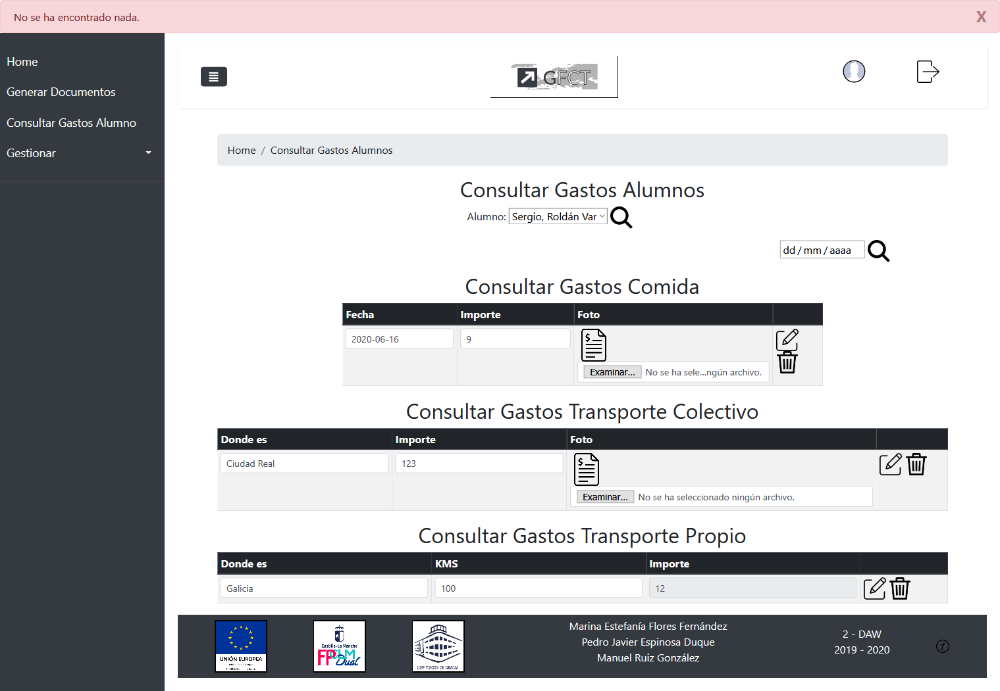 No se ha encontrado nada.
X
Home
Generar Documentos
Consultar Gastos Alumno
Gestionar
GFCT
Home / Consultar Gastos Alumnos
Consultar Gastos Alumnos
Alumno: Sergio, Roldán Var
dd / mm / aaaa
Consultar Gastos Comida
Fecha Importe Foto
2020-06-16 9
Examinar... No se ha sele...ngún archivo.
Consultar Gastos Transporte Colectivo
Donde es Importe Foto
Ciudad Real 123
Examinar... No se ha seleccionado ningún archivo.
Consultar Gastos Transporte Propio
Donde es KMS Importe
Galicia 100 12
UNIÓN EUROPEA
Castilla-La Mancha
FPCLM
Dual
CIFP VIRGEN DE GRACIA
Marina Estefanía Flores Fernández
Pedro Javier Espinosa Duque
Manuel Ruiz González
2 - DAW
2019 - 2020
i